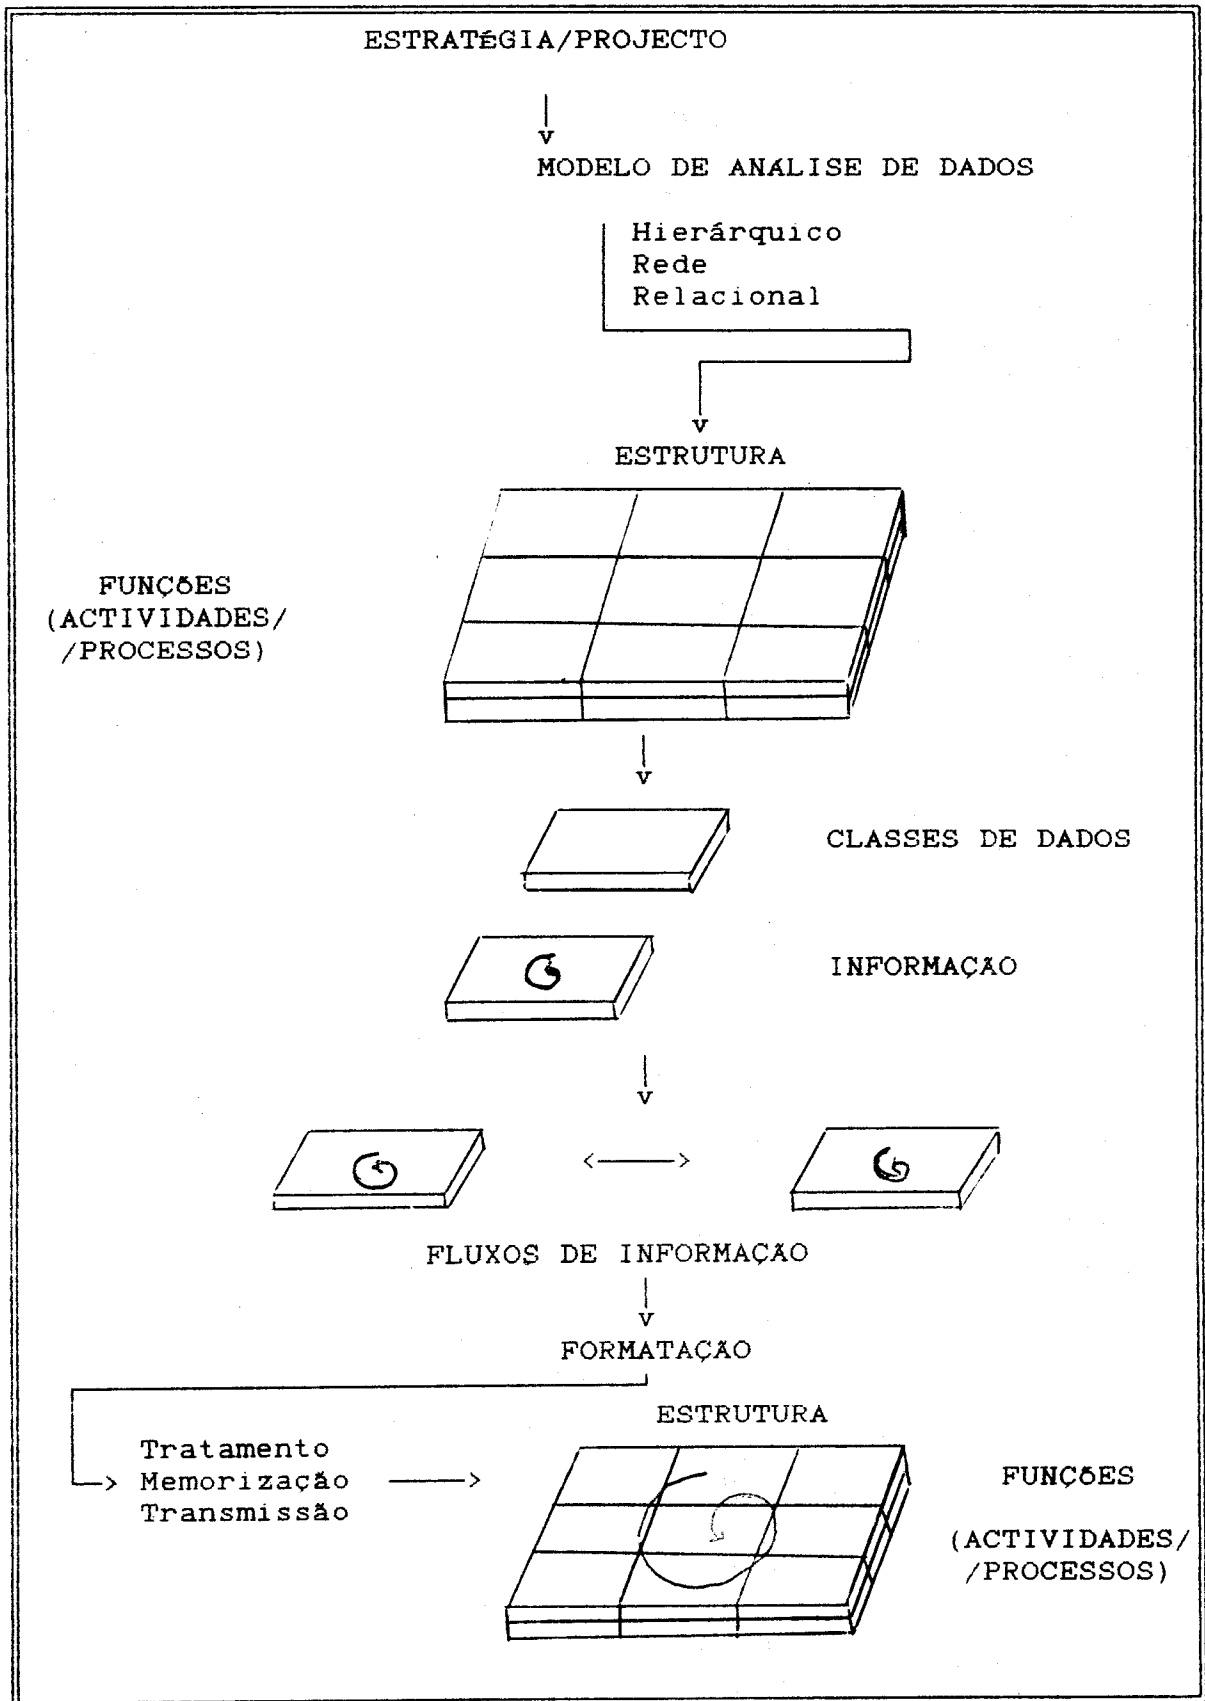 ESTRATÉGIA/PROJECTO
MODELO DE ANÁLISE DE DADOS
Hierárquico
Rede
Relacional
ESTRUTURA
FUNÇÕES
(ACTIVIDADES/
/PROCESSOS)
CLASSES DE DADOS
INFORMAÇÃO
FLUXOS DE INFORMAÇÃO
FORMATAÇÃO
ESTRUTURA
Tratamento
Memorização
Transmissão
FUNÇÕES
(ACTIVIDADES/
/PROCESSOS)